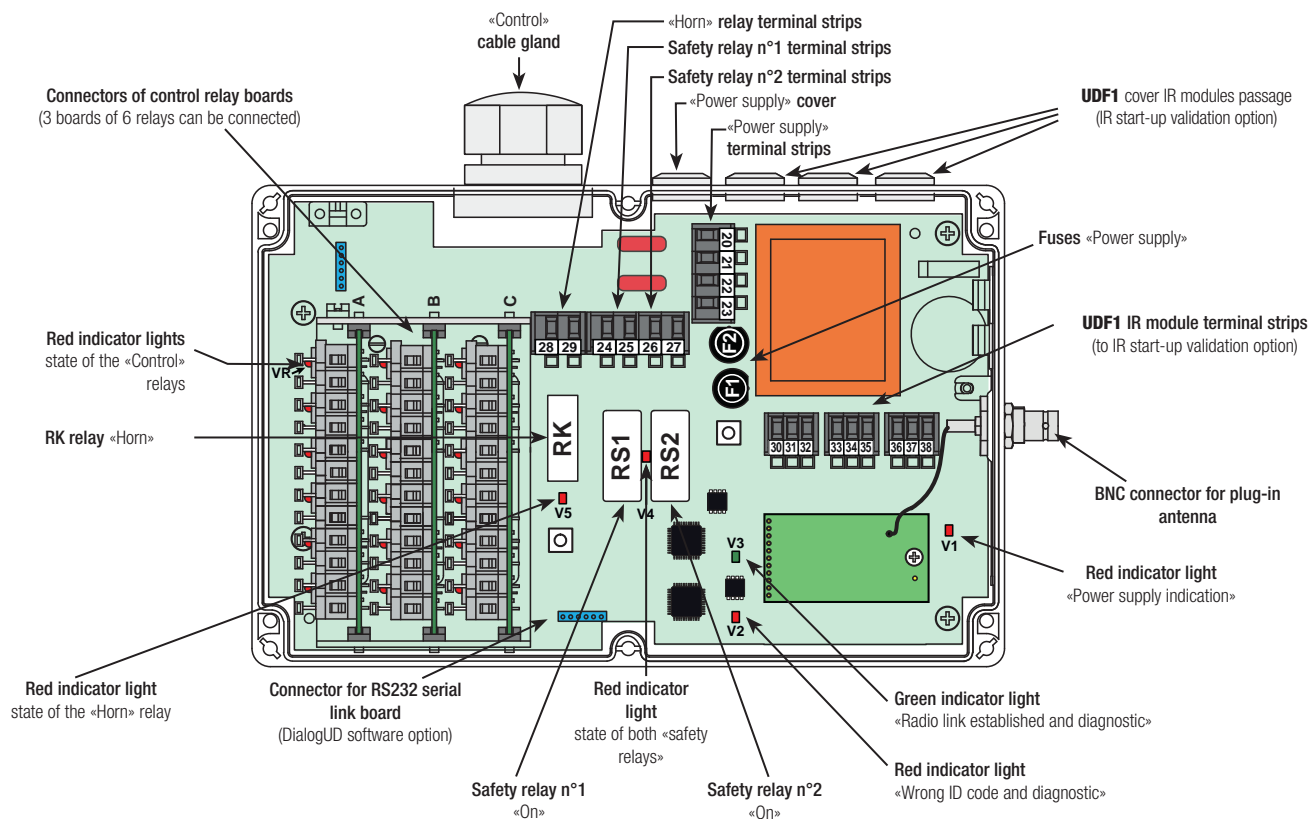 «Control»
cable gland
«Horn» relay terminal strips
Safety relay n°1 terminal strips
Safety relay n°2 terminal strips
«Power supply» cover
«Power supply»
terminal strips
Connectors of control relay boards
(3 boards of 6 relays can be connected)
UDF1 cover IR modules passage
(IR start-up validation option)
Fuses «Power supply»
UDF1 IR module terminal strips
(to IR start-up validation option)
Red indicator lights
state of the «Control»
relays
RK relay «Horn»
BNC connector for plug-in
antenna
Red indicator light
«Power supply indication»
Red indicator light
state of the «Horn» relay
Connector for RS232 serial
link board
(DialogUD software option)
Red indicator
light
state of both «safety
relays»
Green indicator light
«Radio link established and diagnostic»
Red indicator light
«Wrong ID code and diagnostic»
Safety relay n°1
«On»
Safety relay n°2
«On»
A
B
C
VR
20
21
22
23
28 29
24 25
26 27
F2
F1
30 31 32
33 34 35
36 37 38
RK
RS1
RS2
V5
V4
V3
V2
V1